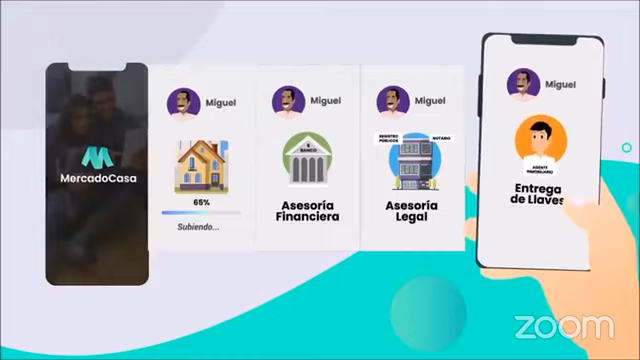 MercadoCasa
Miguel
65%
Subiendo...
Miguel
$
BANCO
Asesoría
Financiera
Miguel
REGISTRO
PÚBLICOS
NOTARIO
Asesoría
Legal
Miguel
AGENTE
INMOBILIARIO
Entrega
de Llaves
zoom